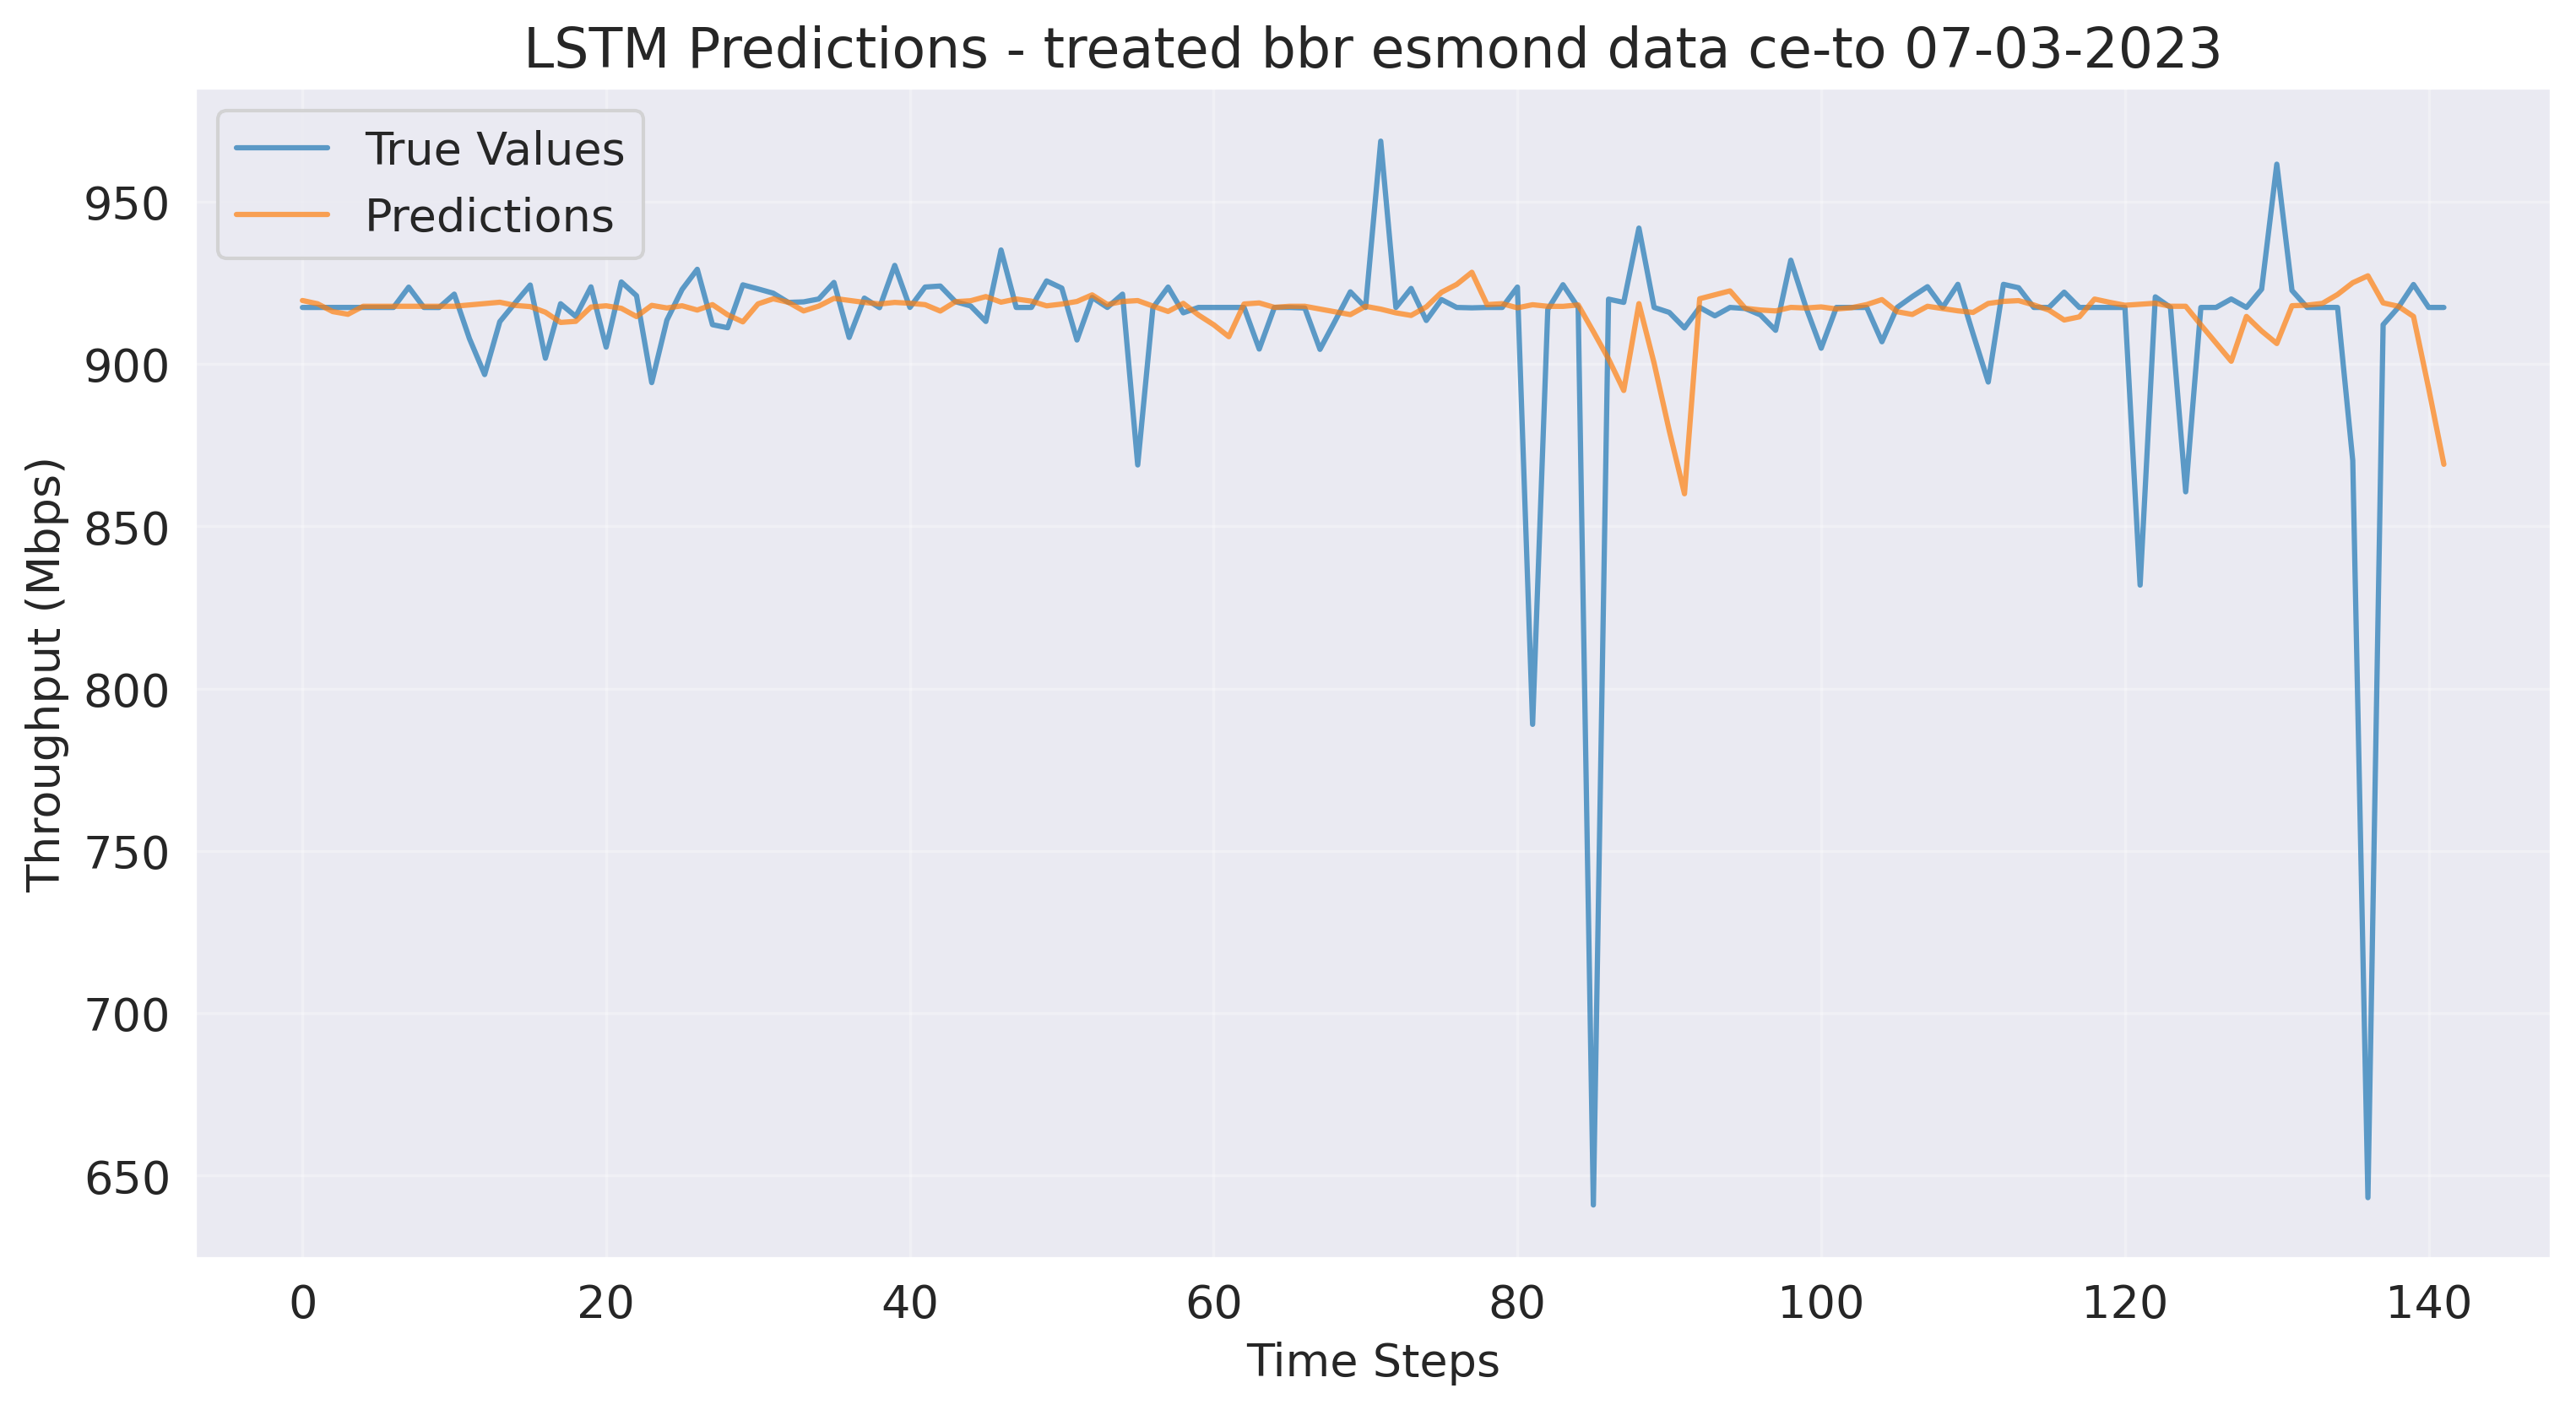 LSTM Predictions - treated bbr esmond data ce-to 07-03-2023
True Values
Predictions
Throughput (Mbps)
950
900
850
800
750
700
650
0 20 40 60 80 100 120 140
Time Steps